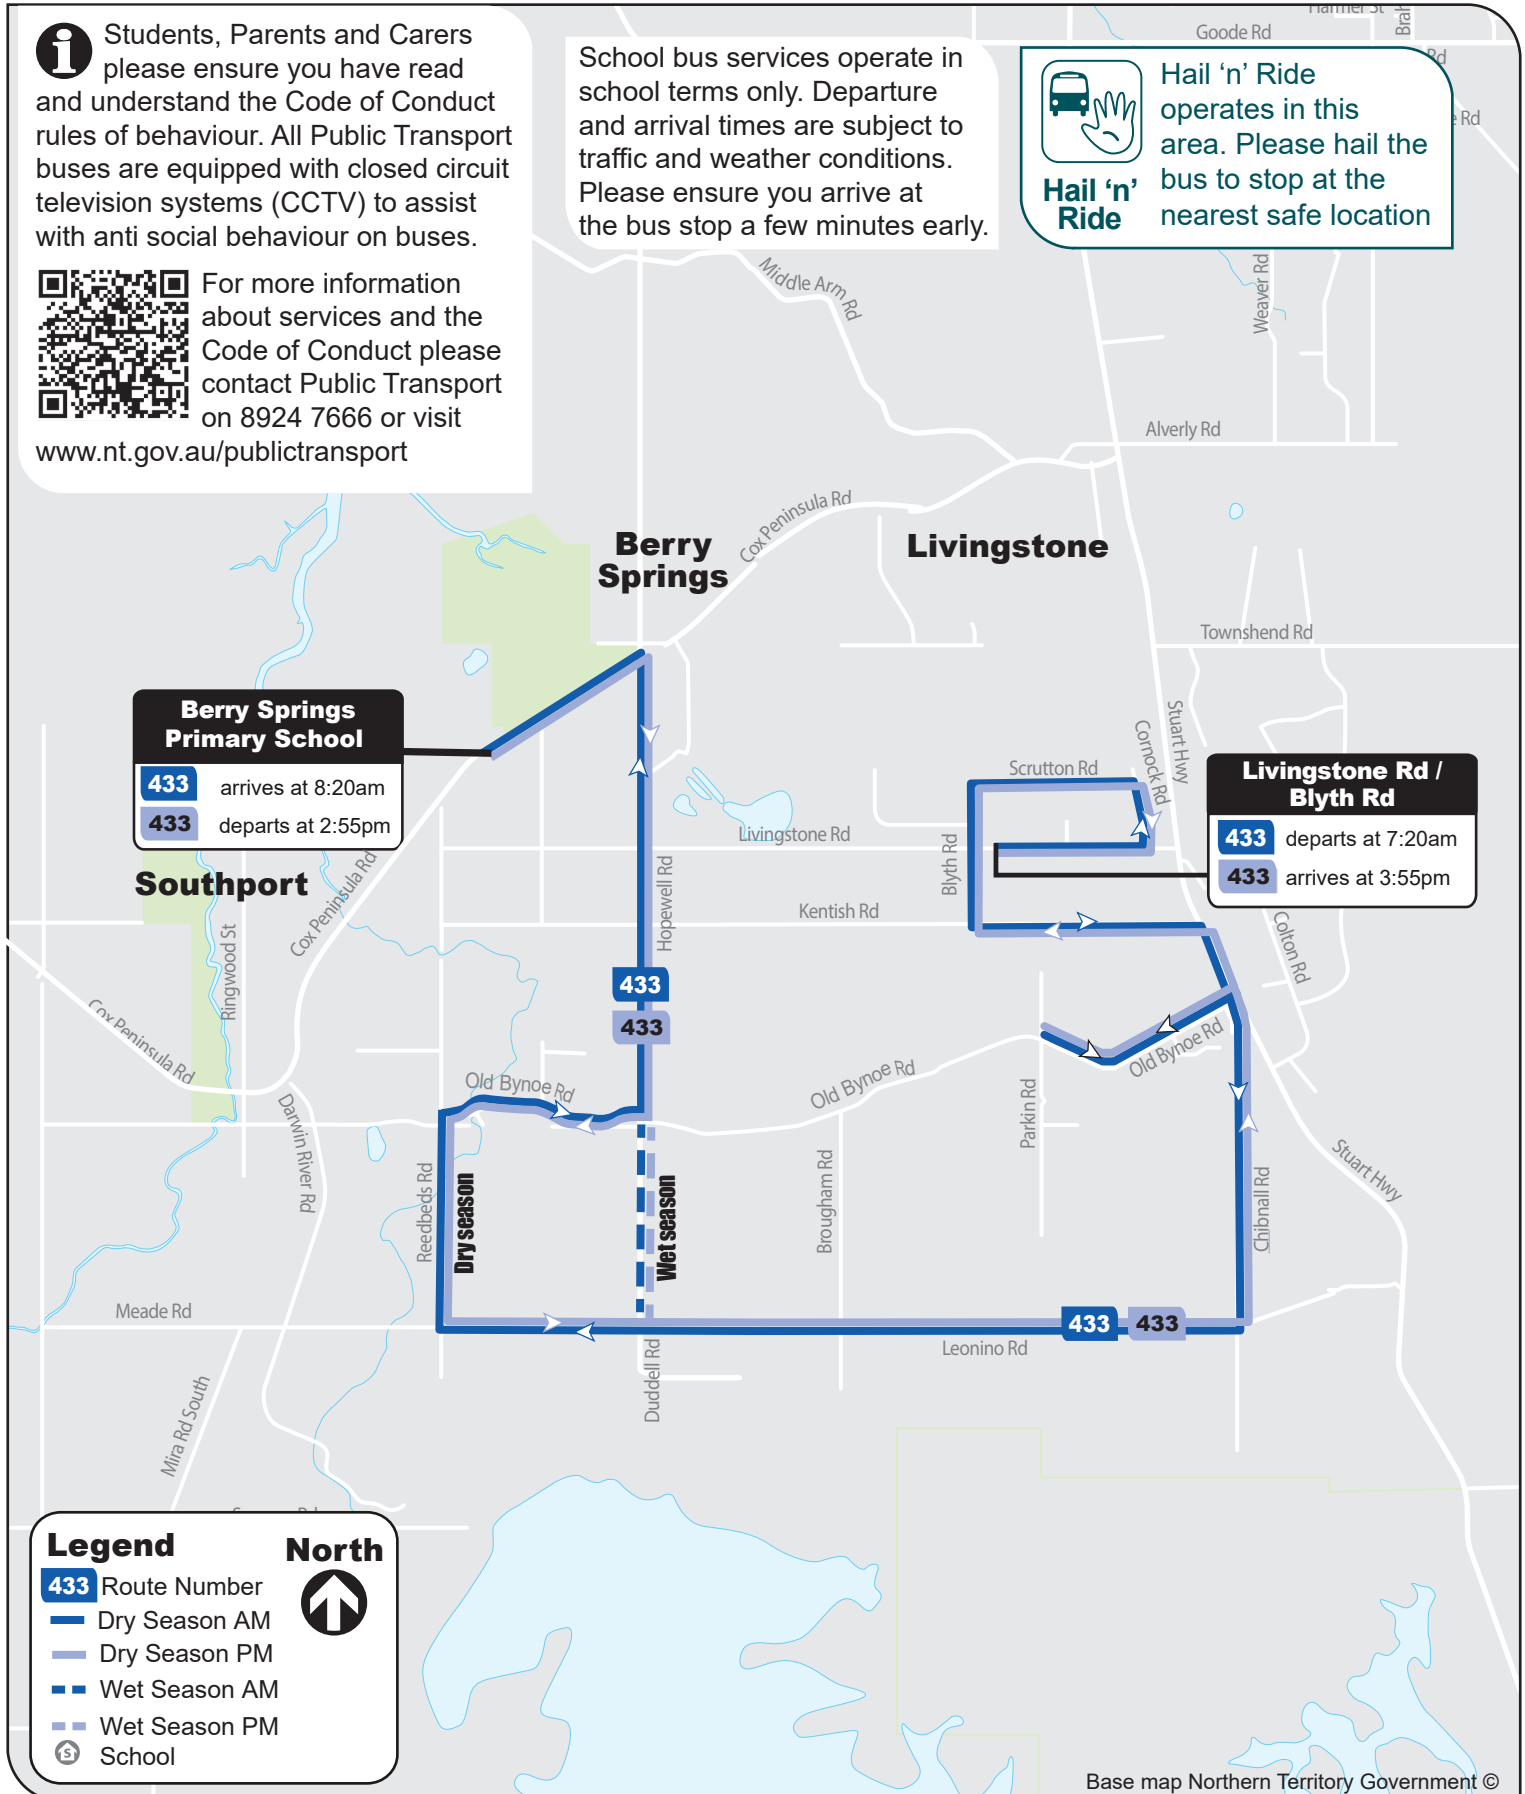 Students, Parents and Carers
please ensure you have read
and understand the Code of Conduct
rules of behaviour. All Public Transport
buses are equipped with closed circuit
television systems (CCTV) to assist
with anti social behaviour on buses.
For more information
about services and the
Code of Conduct please
contact Public Transport
on 8924 7666 or visit
www.nt.gov.au/publictransport
School bus services operate in
school terms only. Departure
and arrival times are subject to
traffic and weather conditions.
Please ensure you arrive at
the bus stop a few minutes early.
Hail ‘n’
Ride
Hail ‘n’ Ride
operates in this
area. Please hail the
bus to stop at the
nearest safe location
Goode Rd
Rd
Rd
Middle Arm Rd
Weaver Rd
Alverly Rd
Cox Peninsula Rd
Berry
Springs
Livingstone
Townshend Rd
Stuart Hwy
Cornock Rd
Scrutton Rd
Berry Springs
Primary School
433 arrives at 8:20am
433 departs at 2:55pm
Livingstone Rd /
Blyth Rd
433 departs at 7:20am
433 arrives at 3:55pm
Livingstone Rd
Blyth Rd
Hopewell Rd
Kentish Rd
Southport
Cox Peninsula Rd
Ringwood St
Colton Rd
433
433
Cox Peninsula Rd
Old Bynoe Rd
Old Bynoe Rd
Old Bynoe Rd
Darwin River Rd
Parkin Rd
Reedbeds Rd
Dry season
Wet season
Brougham Rd
Chibnall Rd
Stuart Hwy
Meade Rd
433
433
Leonino Rd
Duddell Rd
Mira Rd South
Legend
North
433 Route Number
Dry Season AM
Dry Season PM
Wet Season AM
Wet Season PM
S School
Base map Northern Territory Government ©